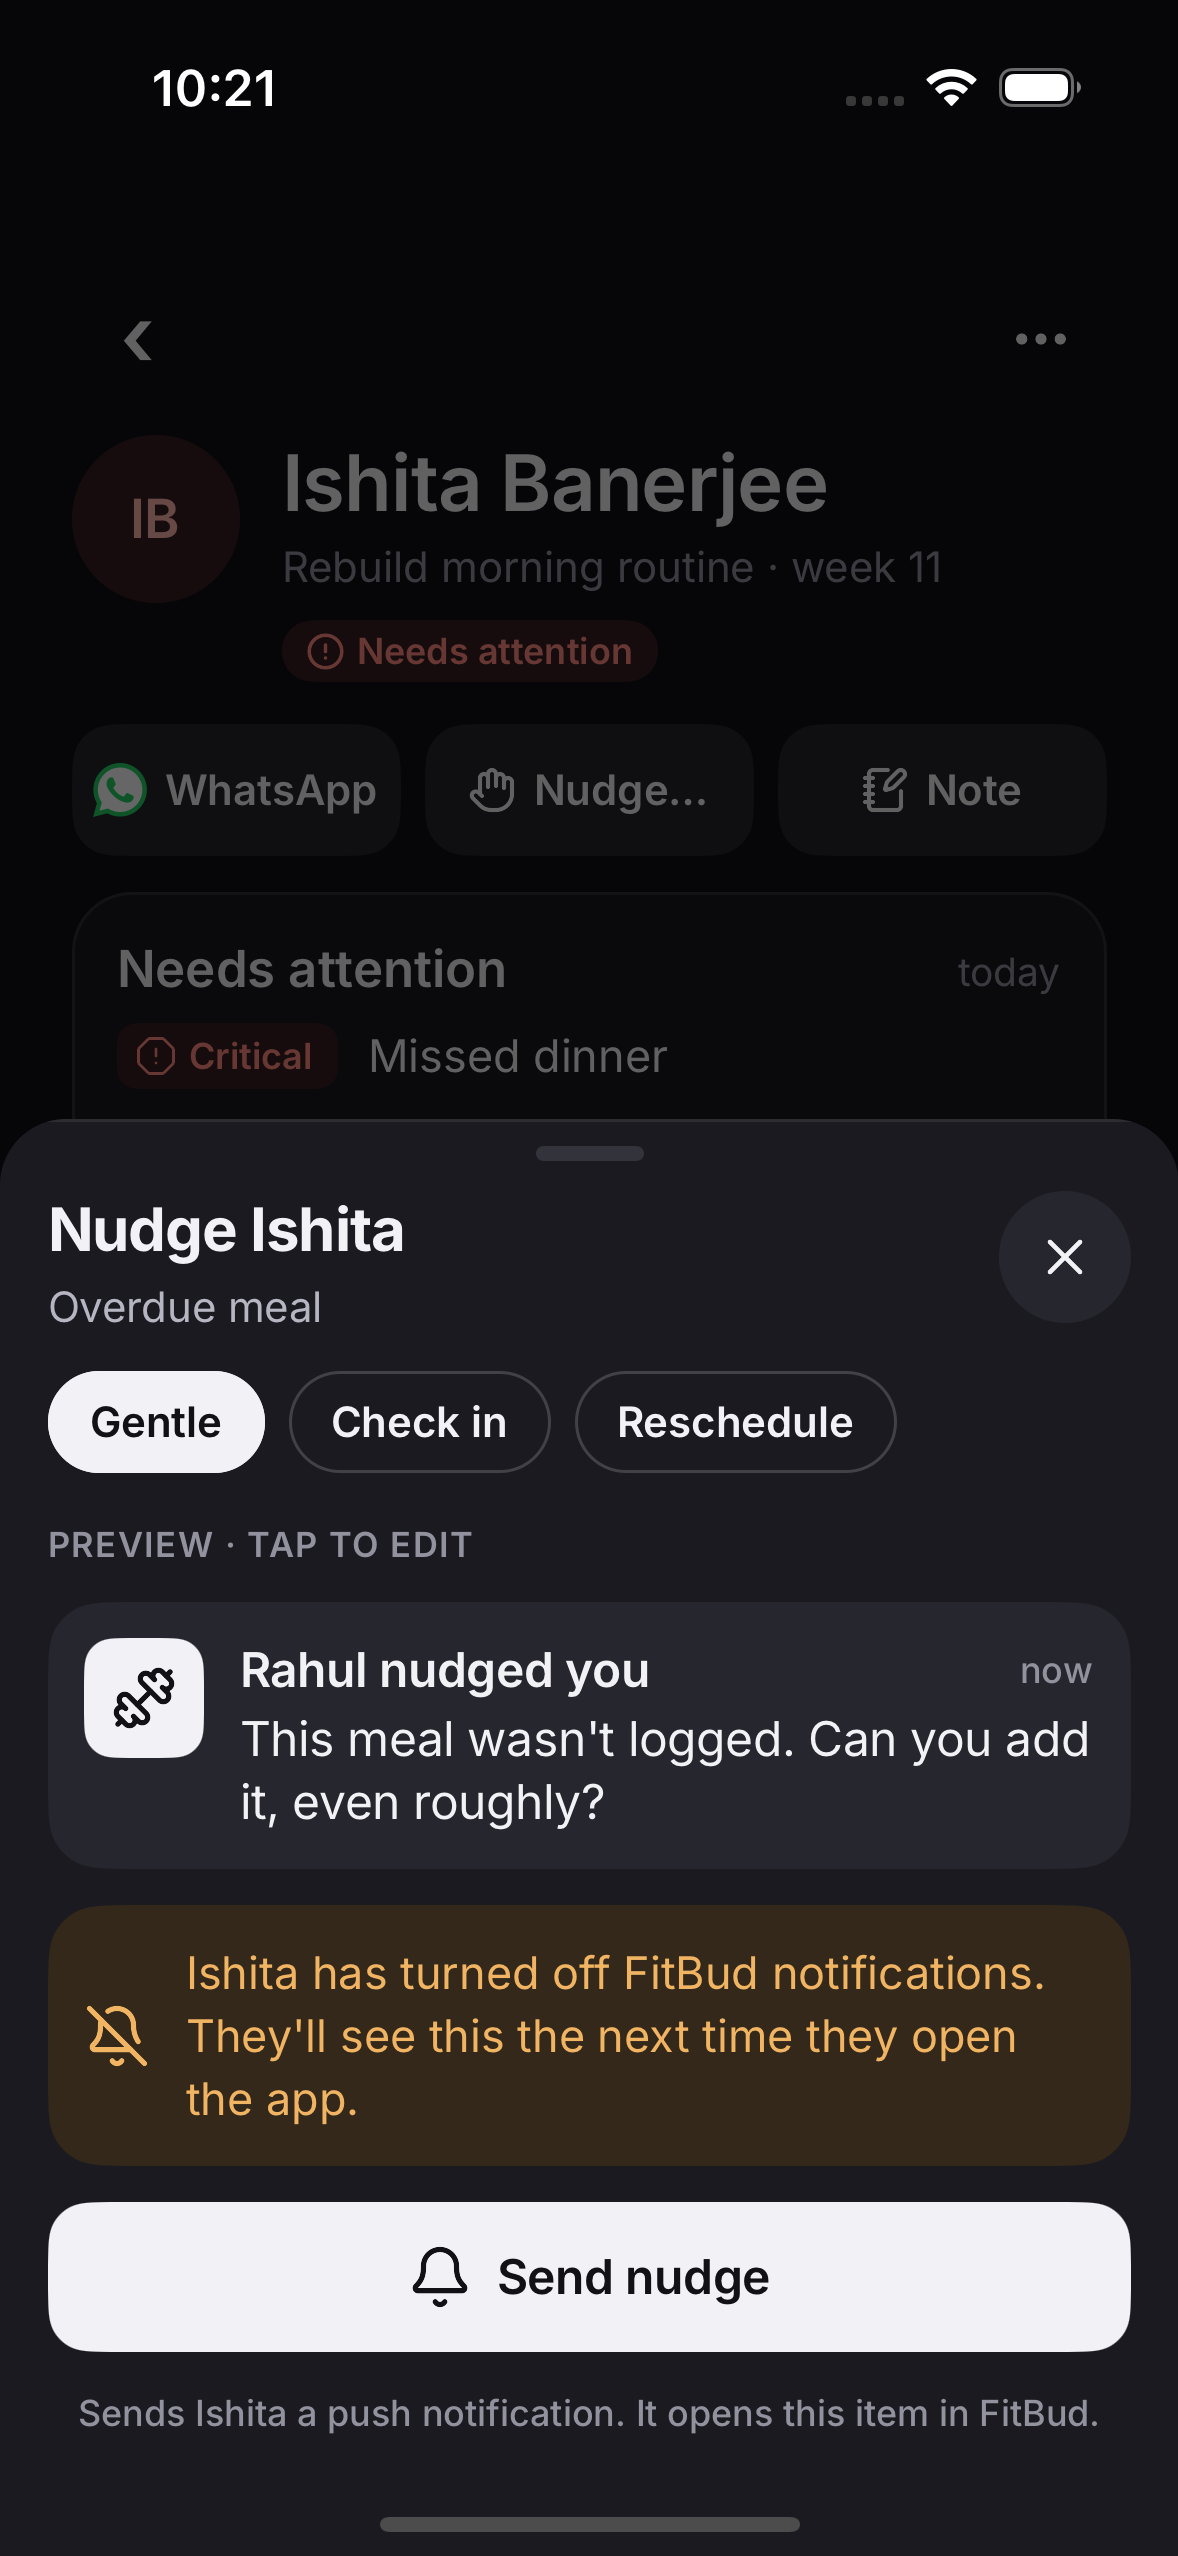 10:21
IB
Ishita Banerjee
Rebuild morning routine · week 11
Needs attention
WhatsApp
Nudge...
Note
Needs attention
today
Critical
Missed dinner
Nudge Ishita
Overdue meal
Gentle
Check in
Reschedule
PREVIEW · TAP TO EDIT
Rahul nudged you
now
This meal wasn't logged. Can you add
it, even roughly?
Ishita has turned off FitBud notifications.
They'll see this the next time they open
the app.
Send nudge
Sends Ishita a push notification. It opens this item in FitBud.